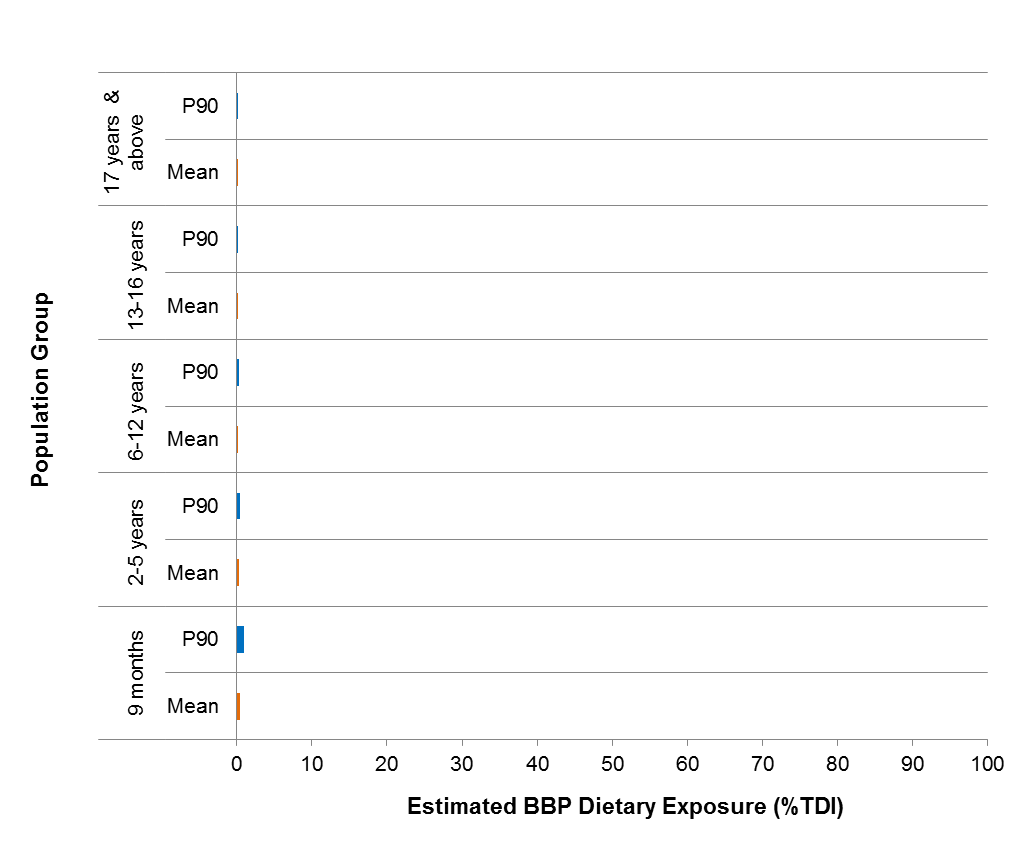 Population Group
17 years &
above
P90
Mean
13-16 years
P90
Mean
6-12 years
P90
Mean
2-5 years
P90
Mean
9 months
P90
Mean
0 10 20 30 40 50 60 70 80 90 100
Estimated BBP Dietary Exposure (%TDI)